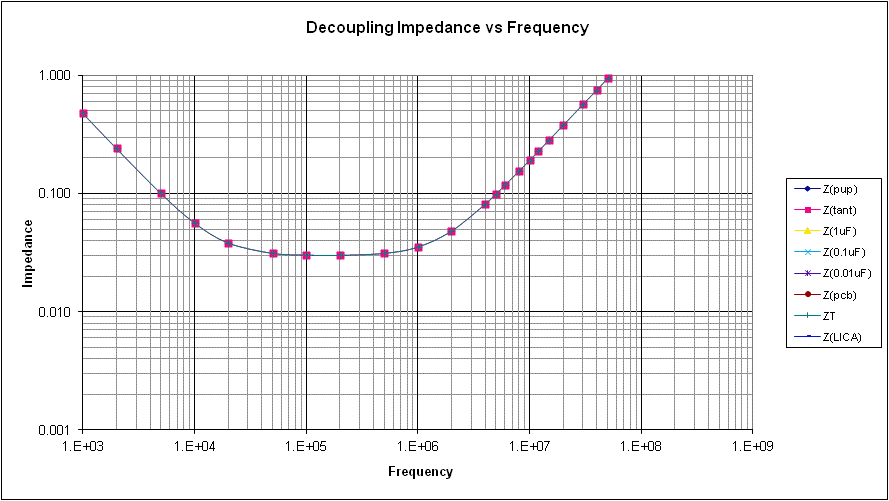 Decoupling Impedance vs Frequency
1.000
0.100
0.010
0.001
Impedance
1.E+03 1.E+04 1.E+05 1.E+06 1.E+07 1.E+08 1.E+09
Frequency
Z(pup)
Z(tant)
Z(1uF)
Z(0.1uF)
Z(0.01uF)
Z(pcb)
ZT
Z(LICA)